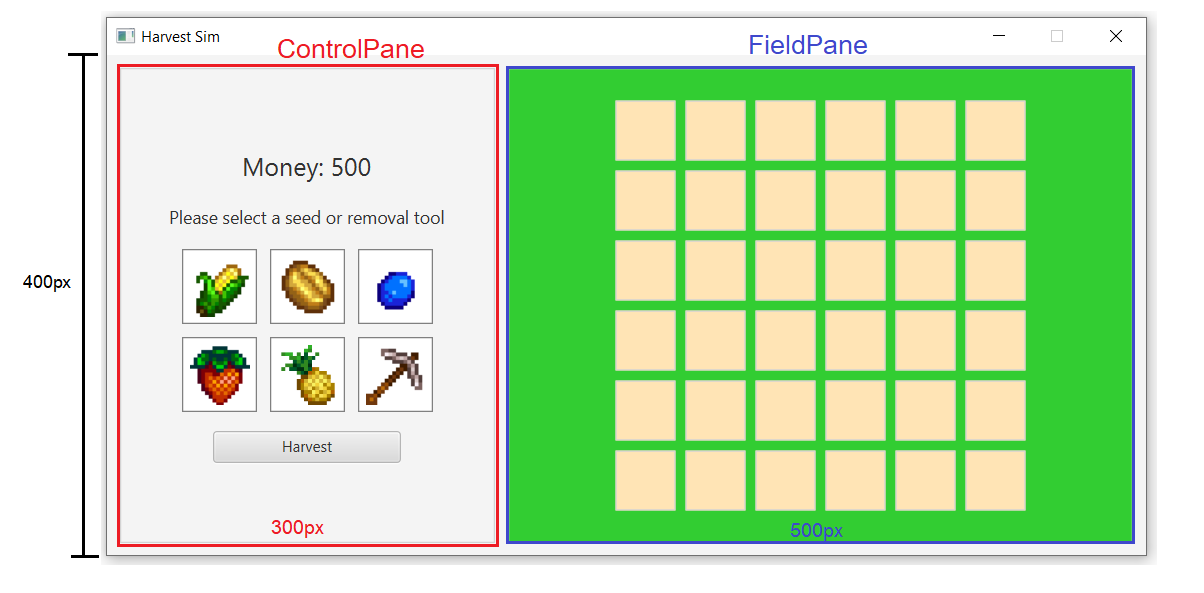 Harvest Sim
ControlPane
FieldPane
Money: 500
Please select a seed or removal tool
400px
Harvest
300px
500px